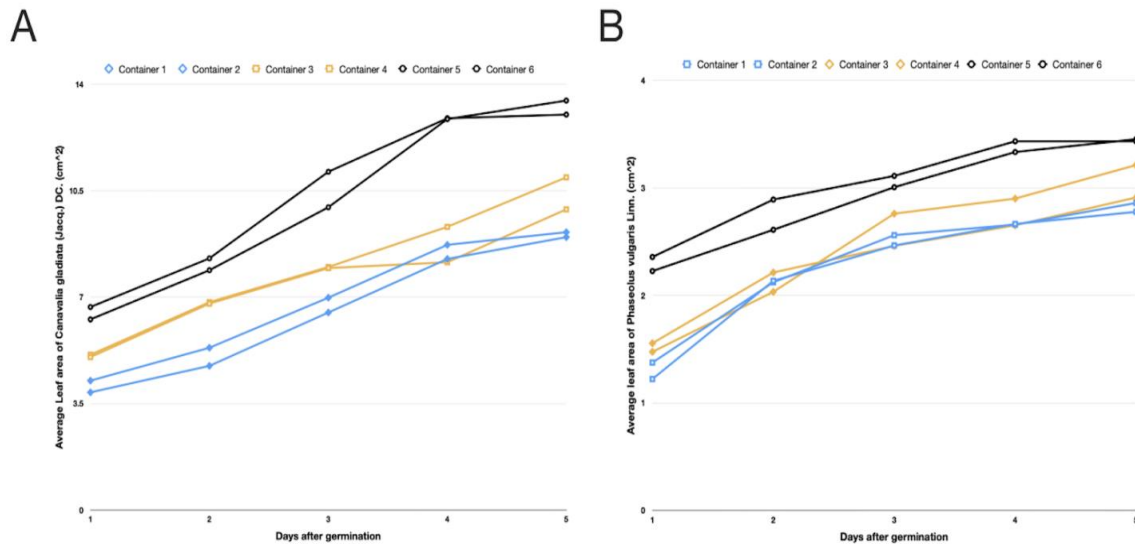 A
Container 1 Container 2 Container 3 Container 4 Container 5 Container 6
14
10.5
7
3.5
0
1 2 3 4 5
Average Leaf area of Canavalia gladiata (Jacq.) DC. (cm^2)
Days after germination
B
Container 1 Container 2 Container 3 Container 4 Container 5 Container 6
4
3
2
1
0
1 2 3 4
Average leaf area of Phaseolus vulgaris Linn. (cm^2)
Days after germination